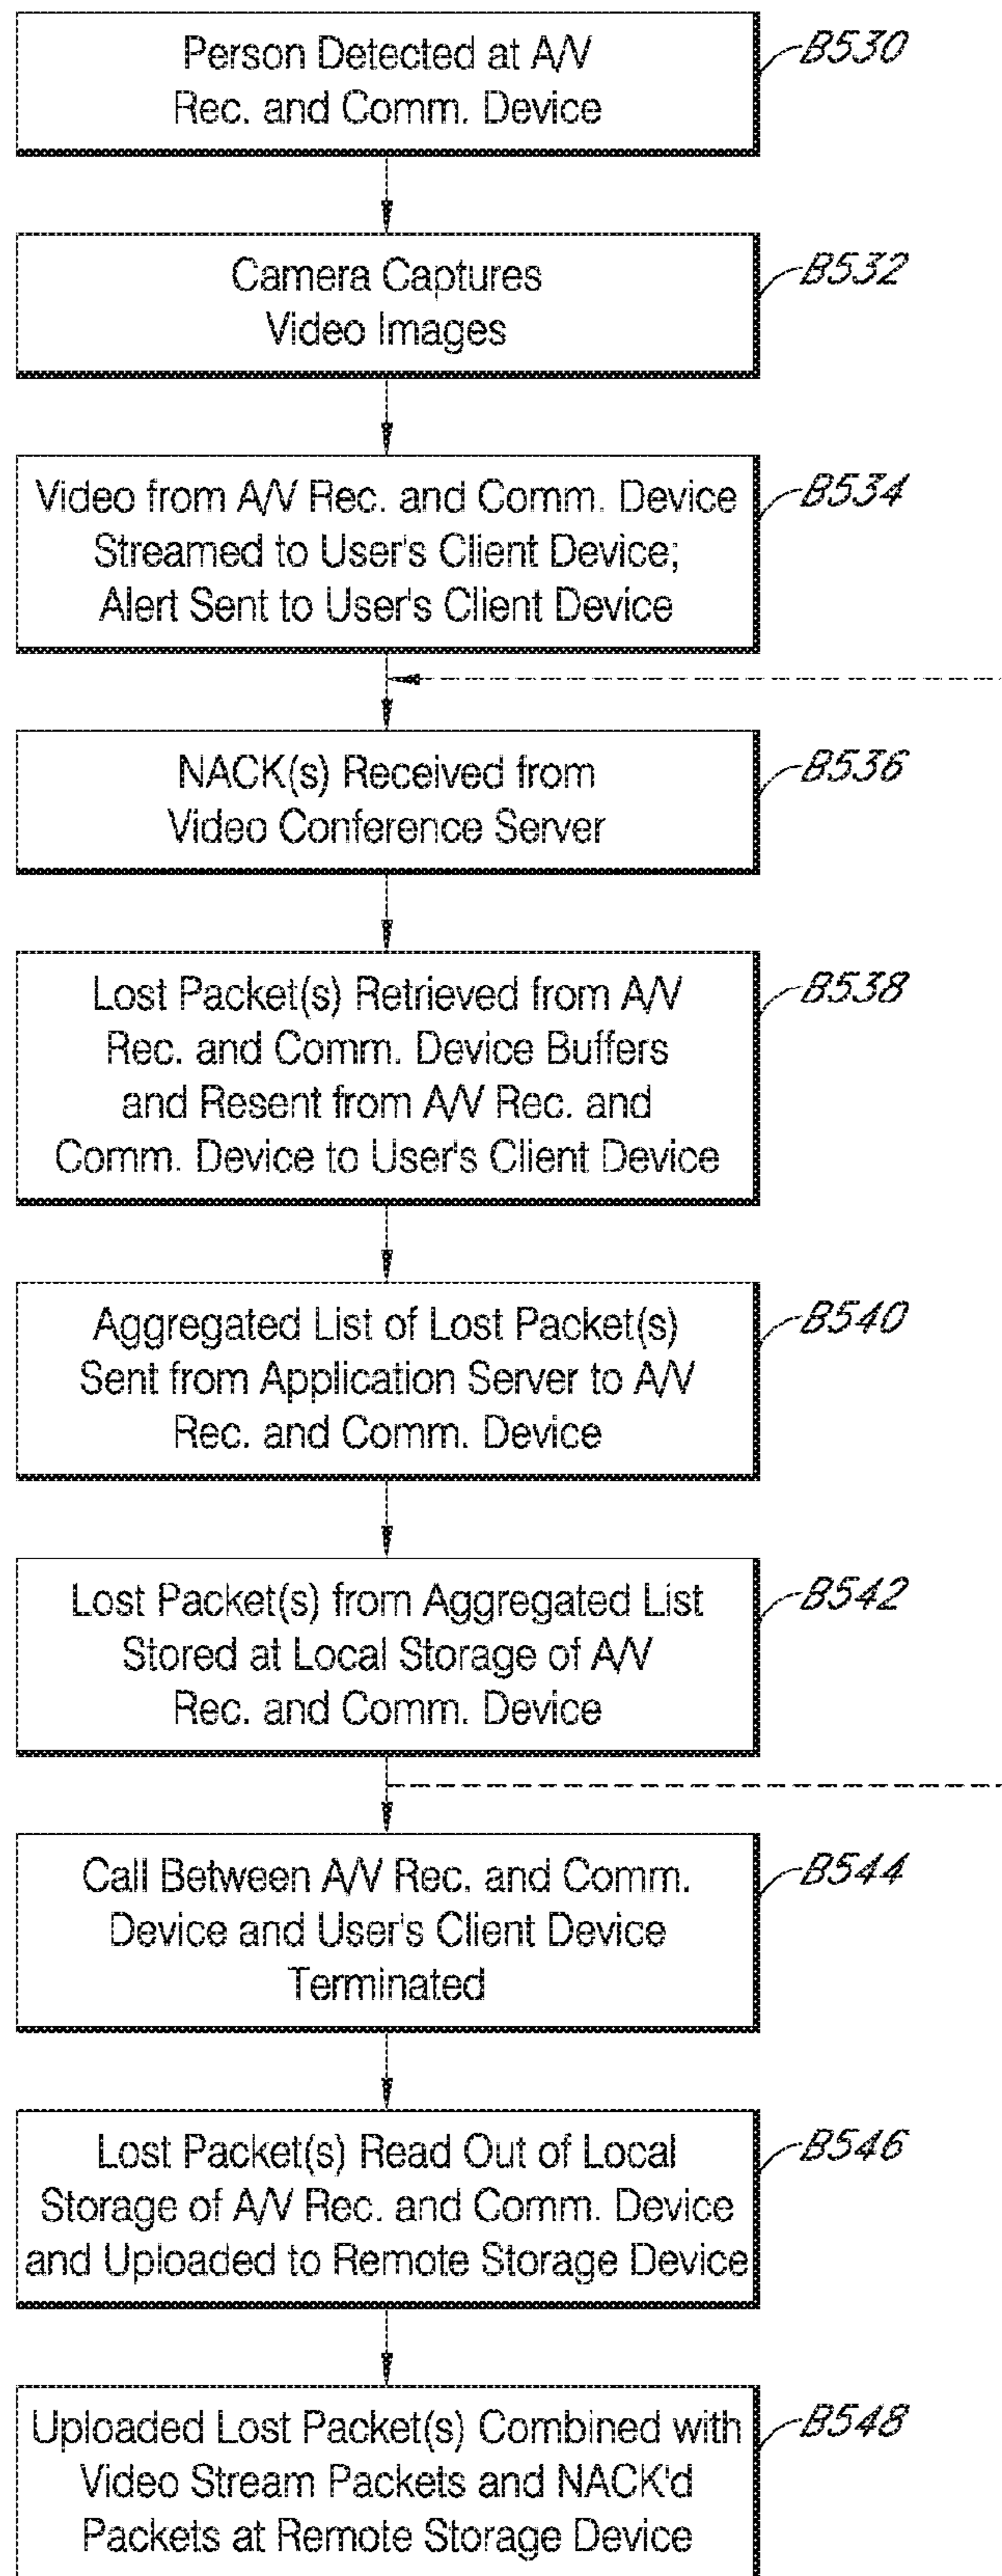 Person Detected at A/V
Rec. and Comm. Device
B530
Camera Captures
Video Images
B532
Video from A/V Rec. and Comm. Device
Streamed to User's Client Device;
Alert Sent to User's Client Device
B534
NACK(s) Received from
Video Conference Server
B536
Lost Packet(s) Retrieved from A/V
Rec. and Comm. Device Buffers
and Resent from A/V Rec. and
Comm. Device to User's Client Device
B538
Aggregated List of Lost Packet(s)
Sent from Application Server to A/V
Rec. and Comm. Device
B540
Lost Packet(s) from Aggregated List
Stored at Local Storage of A/V
Rec. and Comm. Device
B542
Call Between A/V Rec. and Comm.
Device and User's Client Device
Terminated
B544
Lost Packet(s) Read Out of Local
Storage of A/V Rec. and Comm. Device
and Uploaded to Remote Storage Device
B546
Uploaded Lost Packet(s) Combined with
Video Stream Packets and NACK'd
Packets at Remote Storage Device
B548